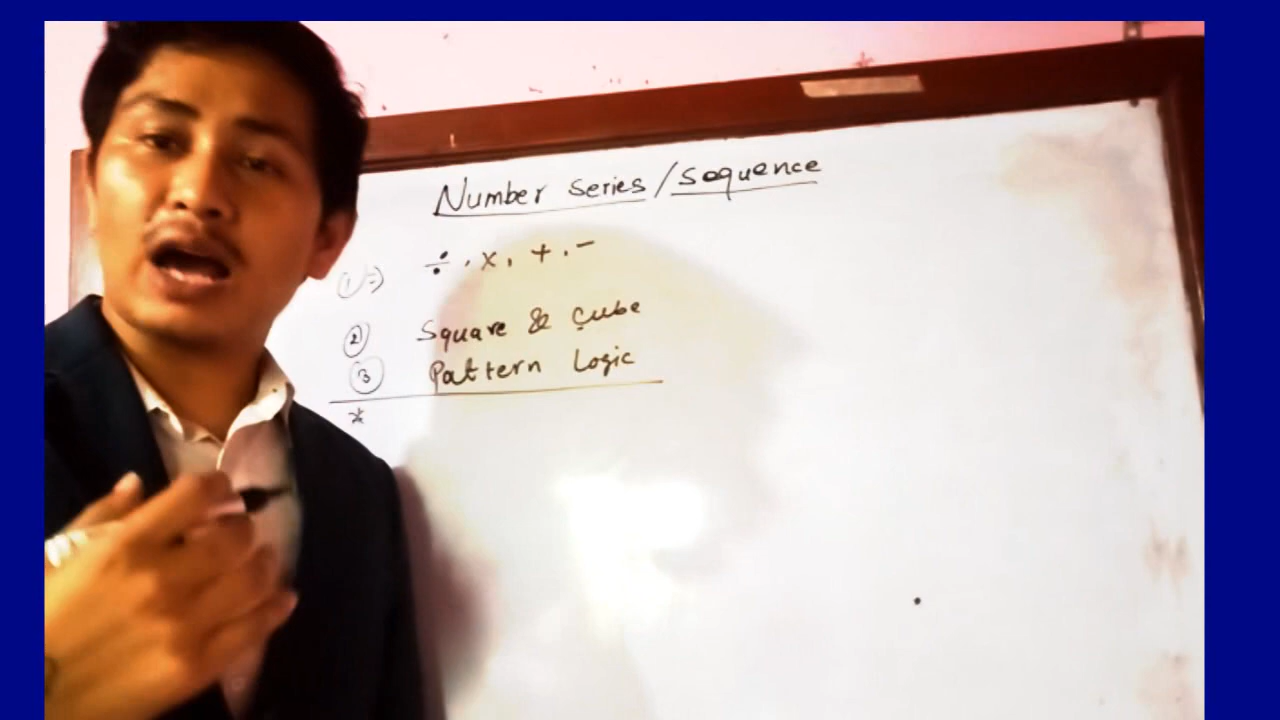 Number series/sequence
(1) ÷, ×, +, -
(2) Square & cube
(3) Pattern Logic
*